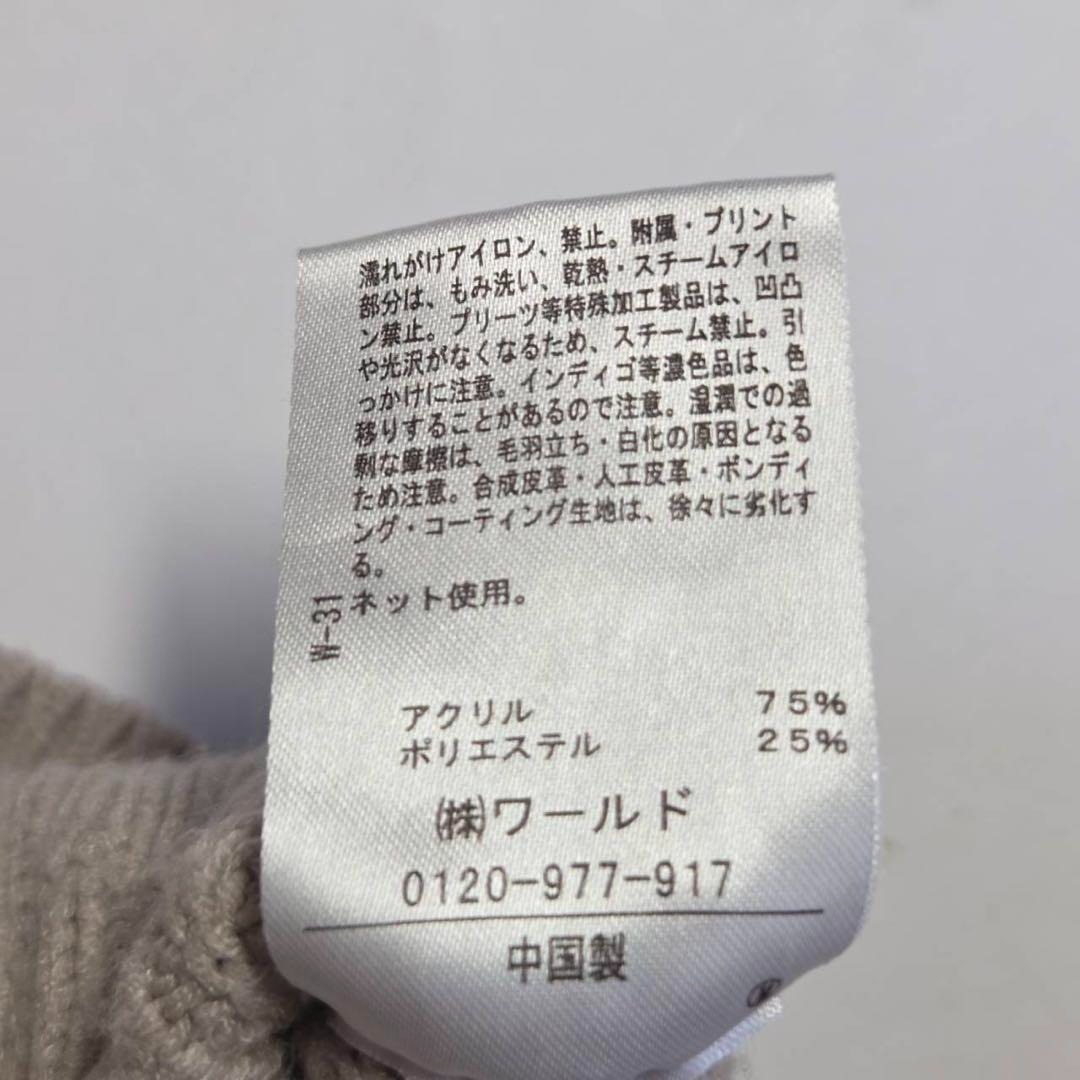 濡れがけアイロン、禁止。附属・プリント
部分は、もみ洗い、乾熱・スチームアイロ
ン禁止。プリーツ等特殊加工製品は、凹凸
や光沢がなくなるため、スチーム禁止。引
っかけに注意。インディゴ等濃色品は、色
移りすることがあるので注意。湿潤での過
剰な摩擦は、毛羽立ち・白化の原因となる
ため注意。合成皮革・人工皮革・ボンディ
ング・コーティング生地は、徐々に劣化す
る。
ネット使用。
W-31
アクリル 75%
ポリエステル 25%
㈱ワールド
0120-977-917
中国製